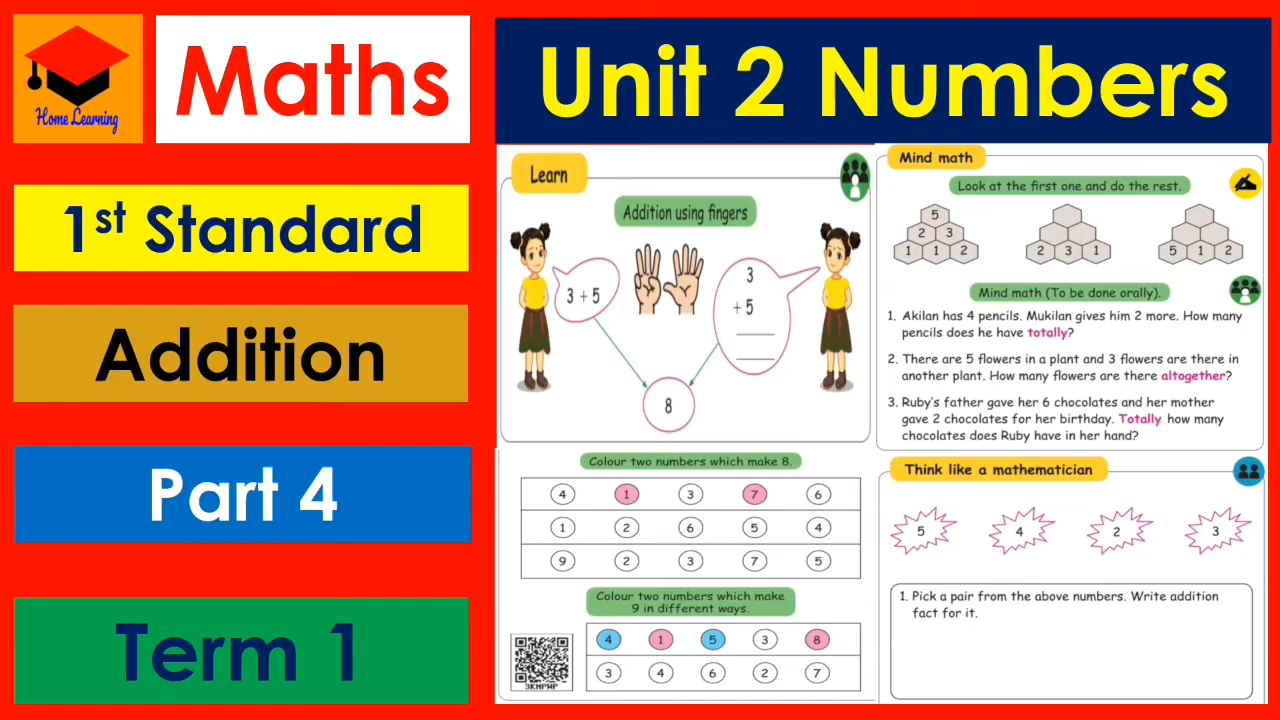 Home Learning
Maths
Unit 2 Numbers
1st Standard
Addition
Part 4
Term 1
Learn
Addition using fingers
3 + 5
3
+ 5
8
Colour two numbers which make 8.
4 1 3 7 6
1 2 6 5 4
9 2 3 7 5
Colour two numbers which make
9 in different ways.
4 1 5 3 8
3 4 6 2 7
3KMPWP
Mind math
Look at the first one and do the rest.
5
2 3
1 1 2
2 3 1
5 1 2
Mind math (To be done orally).
1. Akilan has 4 pencils. Mukilan gives him 2 more. How many
pencils does he have totally?
2. There are 5 flowers in a plant and 3 flowers are there in
another plant. How many flowers are there altogether?
3. Ruby's father gave her 6 chocolates and her mother
gave 2 chocolates for her birthday. Totally how many
chocolates does Ruby have in her hand?
Think like a mathematician
5 4 2 3
1. Pick a pair from the above numbers. Write addition
fact for it.